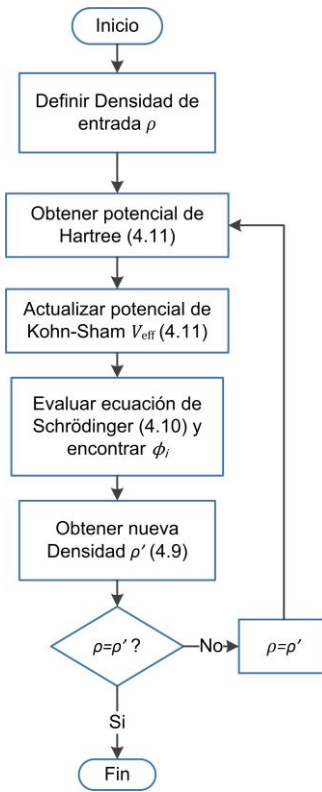 Inicio
Definir Densidad de
entrada ρ
Obtener potencial de
Hartree (4.11)
Actualizar potencial de
Kohn-Sham Veff (4.11)
Evaluar ecuación de
Schrödinger (4.10) y
encontrar ϕi
Obtener nueva
Densidad ρ′ (4.9)
ρ=ρ′ ?
No
ρ=ρ′
Si
Fin